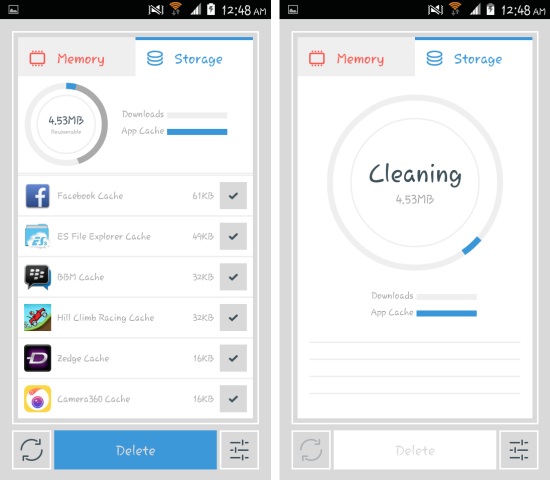 12:48 AM
Memory
Storage
4.53MB
Recoverable
Downloads
App Cache
Facebook Cache 61KB
ES File Explorer Cache 49KB
BBM Cache 32KB
Hill Climb Racing Cache 32KB
Zedge Cache 16KB
Camera360 Cache 16KB
Delete
12:48 AM
Memory
Storage
Cleaning
4.53MB
Downloads
App Cache
Delete